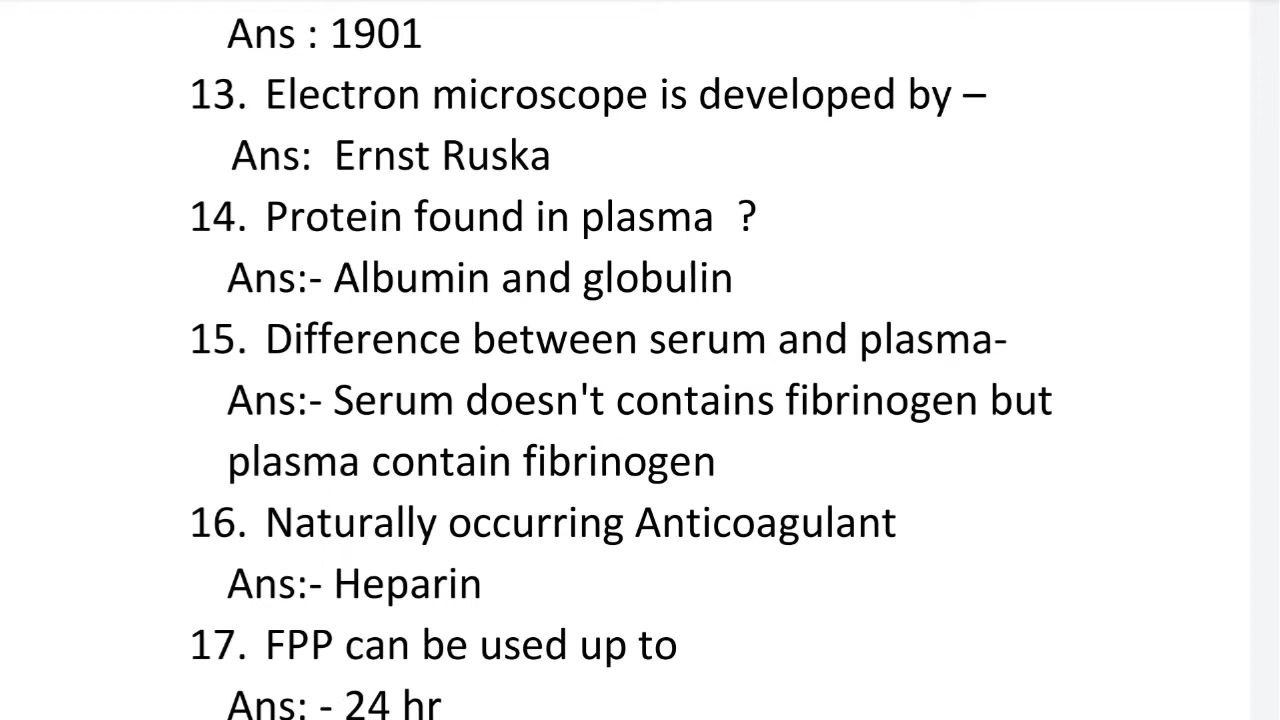 Ans : 1901
13. Electron microscope is developed by –
Ans: Ernst Ruska
14. Protein found in plasma ?
Ans:- Albumin and globulin
15. Difference between serum and plasma-
Ans:- Serum doesn't contains fibrinogen but
plasma contain fibrinogen
16. Naturally occurring Anticoagulant
Ans:- Heparin
17. FPP can be used up to
Ans: - 24 hr